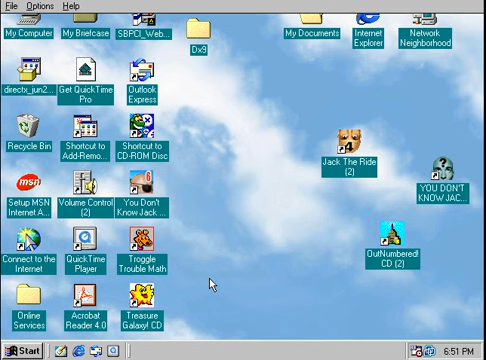 File Options Help
My Computer
My Briefcase
SBPCI_Web...
Dx9
My Documents
Internet
Explorer
Network
Neighborhood
directx_jun2...
Get QuickTime
Pro
Outlook
Express
Recycle Bin
Shortcut to
Add-Remo...
Shortcut to
CD-ROM Disc
4
Jack The Ride
(2)
?
YOU DON'T
KNOW JAC...
msn
Setup MSN
Internet A...
Volume Control
(2)
6
You Don't
Know Jack ...
OutNumbered!
CD (2)
Connect to the
Internet
QuickTime
Player
Troggle
Trouble Math
Online
Services
Acrobat
Reader 4.0
Treasure
Galaxy! CD
Start
6:51 PM